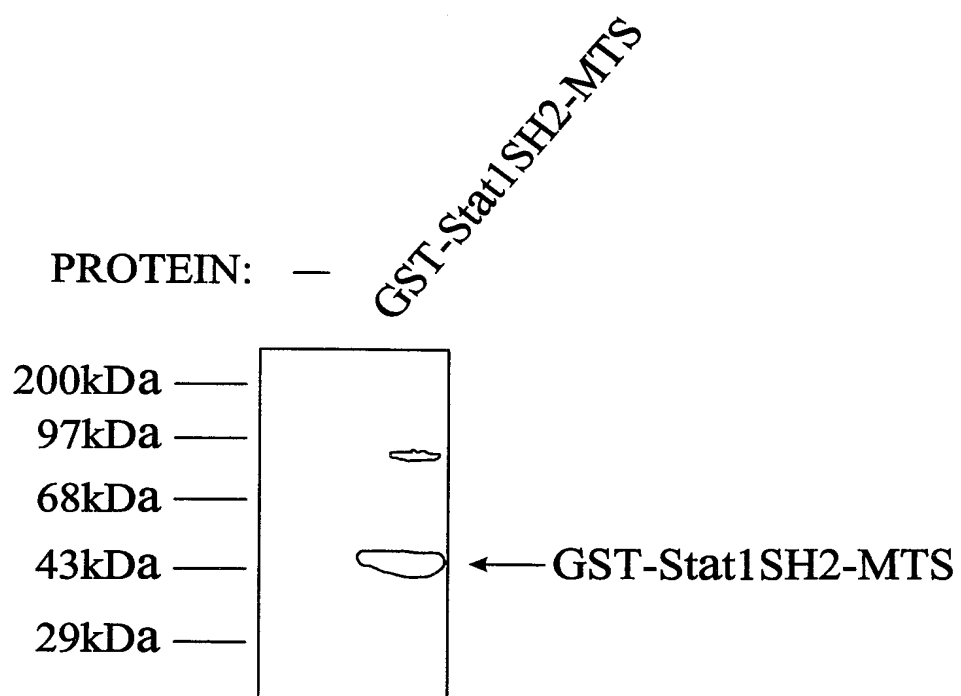 GST-Stat1SH2-MTS
PROTEIN: —
200kDa
97kDa
68kDa
43kDa
GST-Stat1SH2-MTS
29kDa